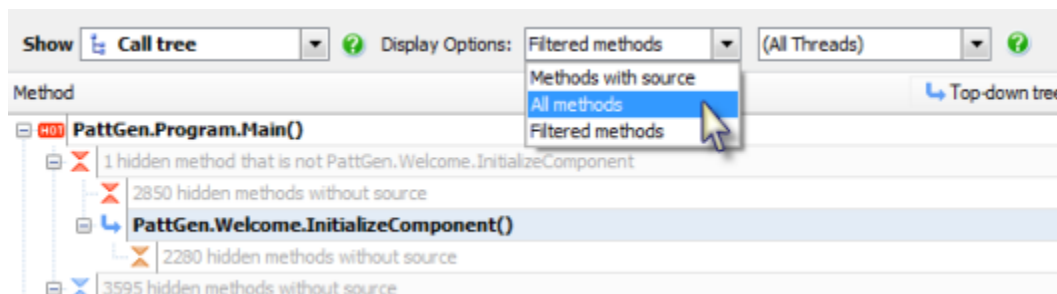 Show Call tree Display Options: Filtered methods (All Threads)
Methods with source
All methods
Filtered methods
Method Top-down tree
HOT PattGen.Program.Main()
1 hidden method that is not PattGen.Welcome.InitializeComponent
2850 hidden methods without source
PattGen.Welcome.InitializeComponent()
2280 hidden methods without source
3595 hidden methods without source